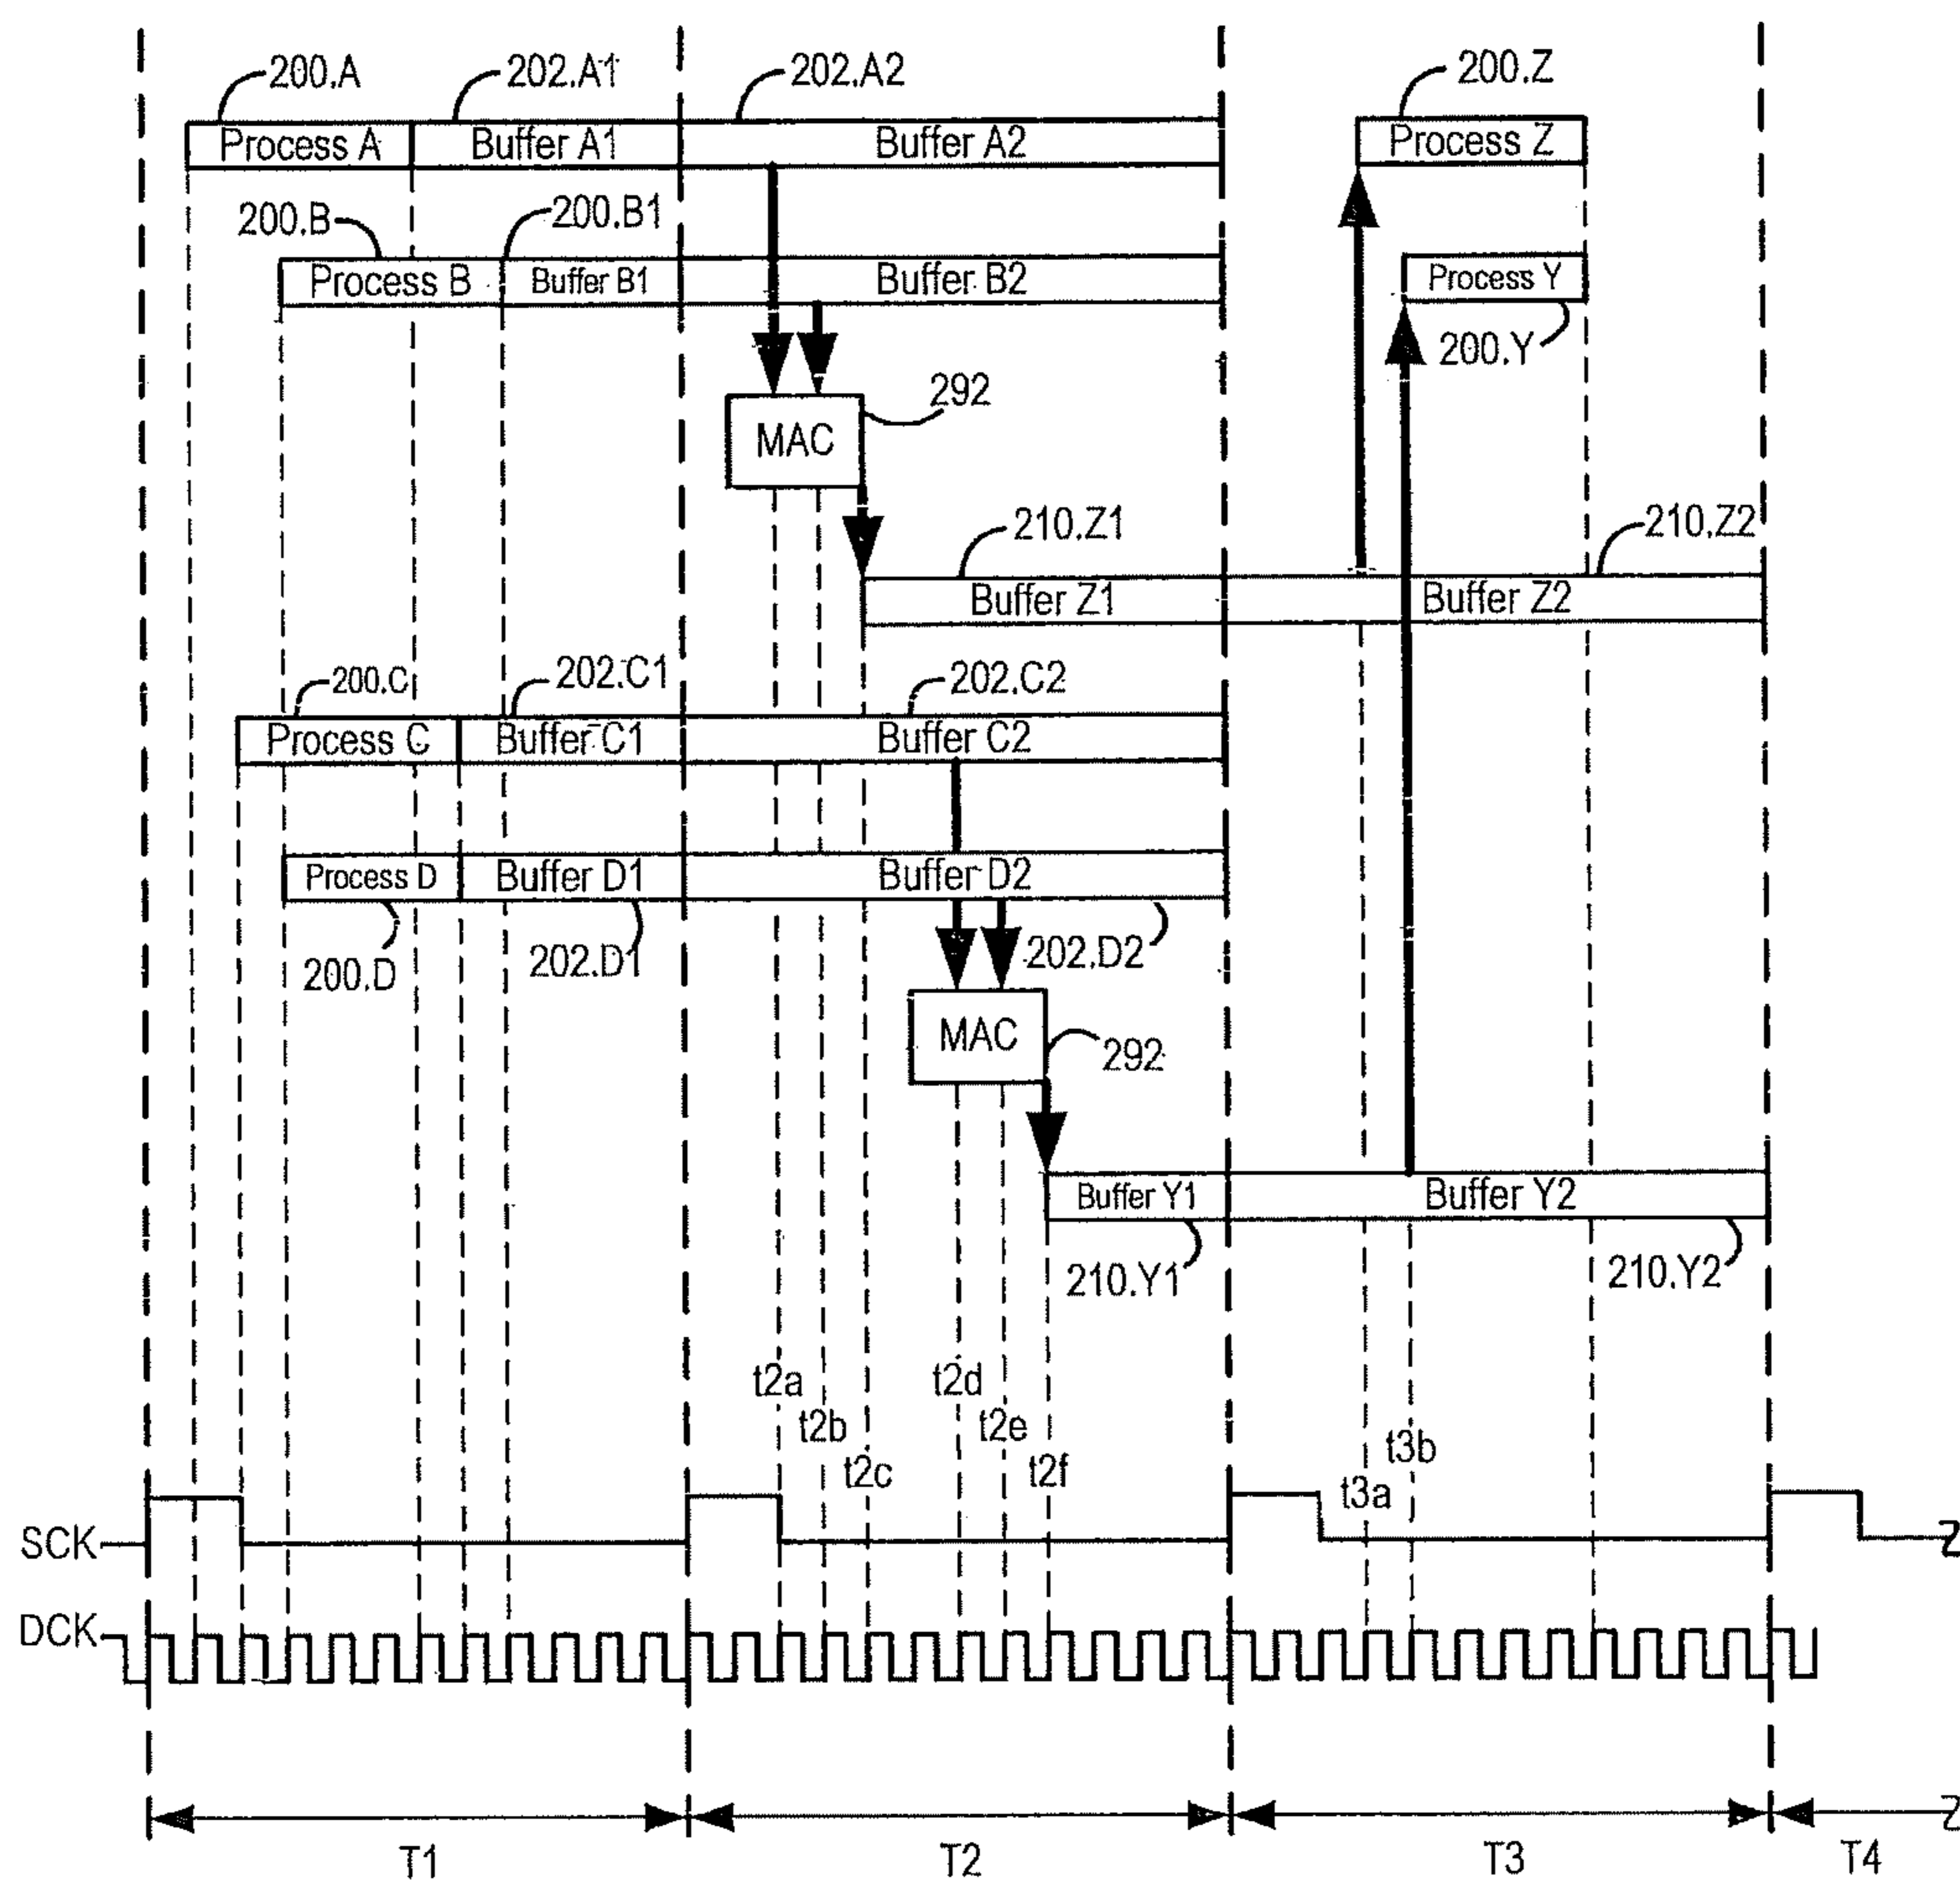 200.A
202.A1
202.A2
200.Z
Process A
Buffer A1
Buffer A2
Process Z
200.B
200.B1
Process B
Buffer B1
Buffer B2
Process Y
200.Y
292
MAC
210.Z1
210.Z2
Buffer Z1
Buffer Z2
200.C
202.C1
202.C2
Process C
Buffer C1
Buffer C2
Process D
Buffer D1
Buffer D2
200.D
202.D1
202.D2
MAC
292
Buffer Y1
Buffer Y2
210.Y1
210.Y2
t2a
t2d
t2b
t2e
t3b
t2c
t2f
t3a
SCK
DCK
T1
T2
T3
T4